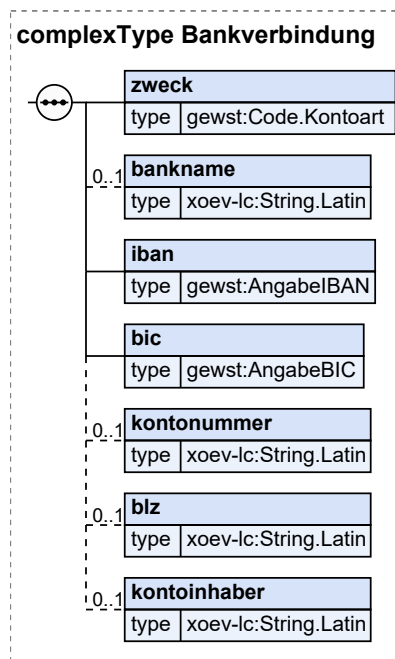 complexType Bankverbindung
zweck
type gewst:Code.Kontoart
0..1 bankname
type xoev-lc:String.Latin
iban
type gewst:AngabeIBAN
bic
type gewst:AngabeBIC
0..1 kontonummer
type xoev-lc:String.Latin
0..1 blz
type xoev-lc:String.Latin
0..1 kontoinhaber
type xoev-lc:String.Latin